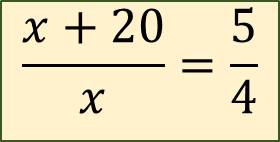 (x + 20)/x = 5/4